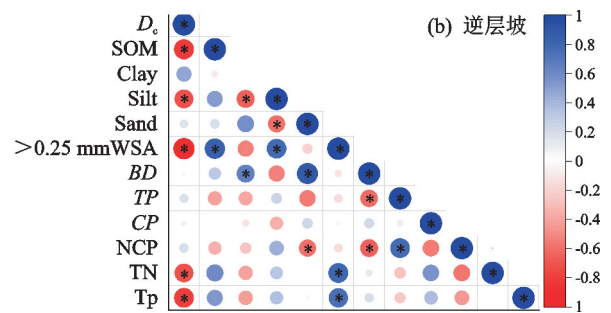 (b) 逆层坡
D_c
SOM
Clay
Silt
Sand
>0.25 mmWSA
BD
TP
CP
NCP
TN
Tp
1
0.8
0.6
0.4
0.2
0
-0.2
-0.4
-0.6
-0.8
-1